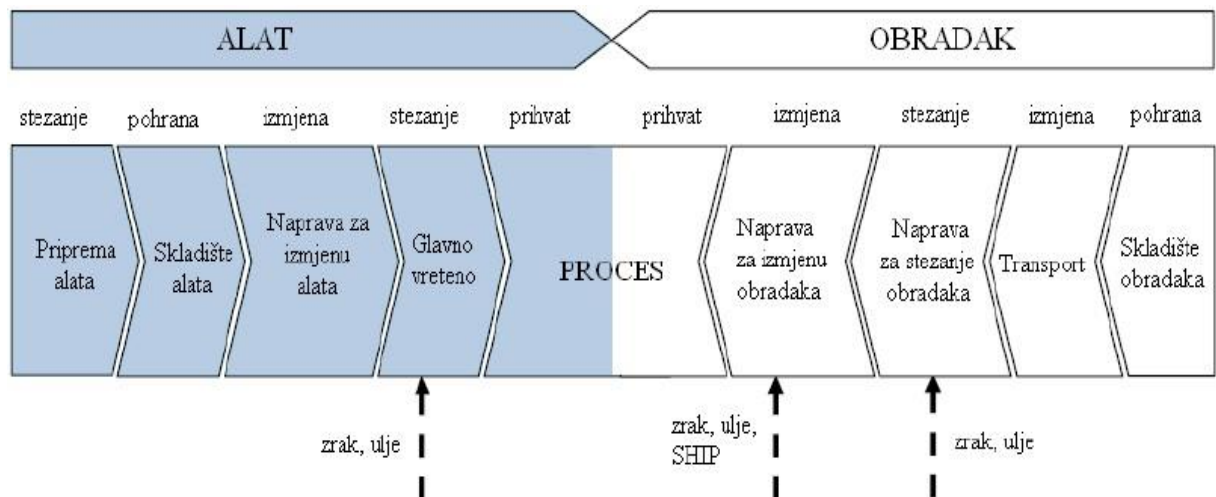 ALAT
OBRADAK
stezanje
pohrana
izmjena
stezanje
prihvat
prihvat
izmjena
stezanje
izmjena
pohrana
Priprema
alata
Skladište
alata
Naprava za
izmjenu
alata
Glavno
vreteno
PROCES
Naprava
za izmjenu
obradaka
Naprava
za stezanje
obradaka
Transport
Skladište
obradaka
zrak, ulje
zrak, ulje,
SHIP
zrak, ulje